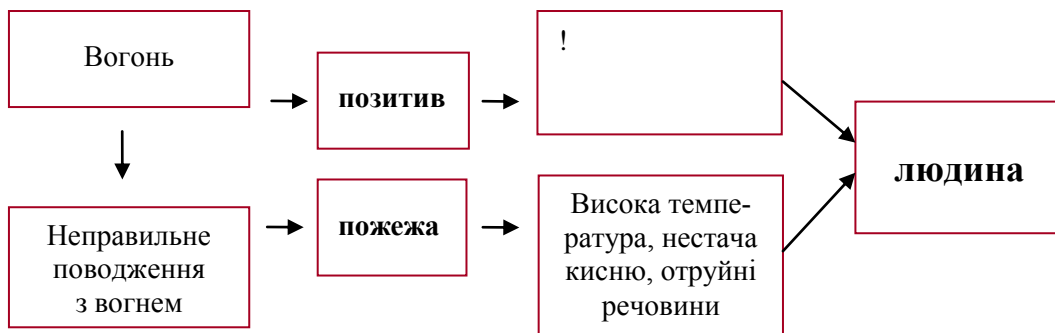 Вогонь
позитив
!
людина
Неправильне
поводження
з вогнем
пожежа
Висока темпе-
ратура, нестача
кисню, отруйні
речовини